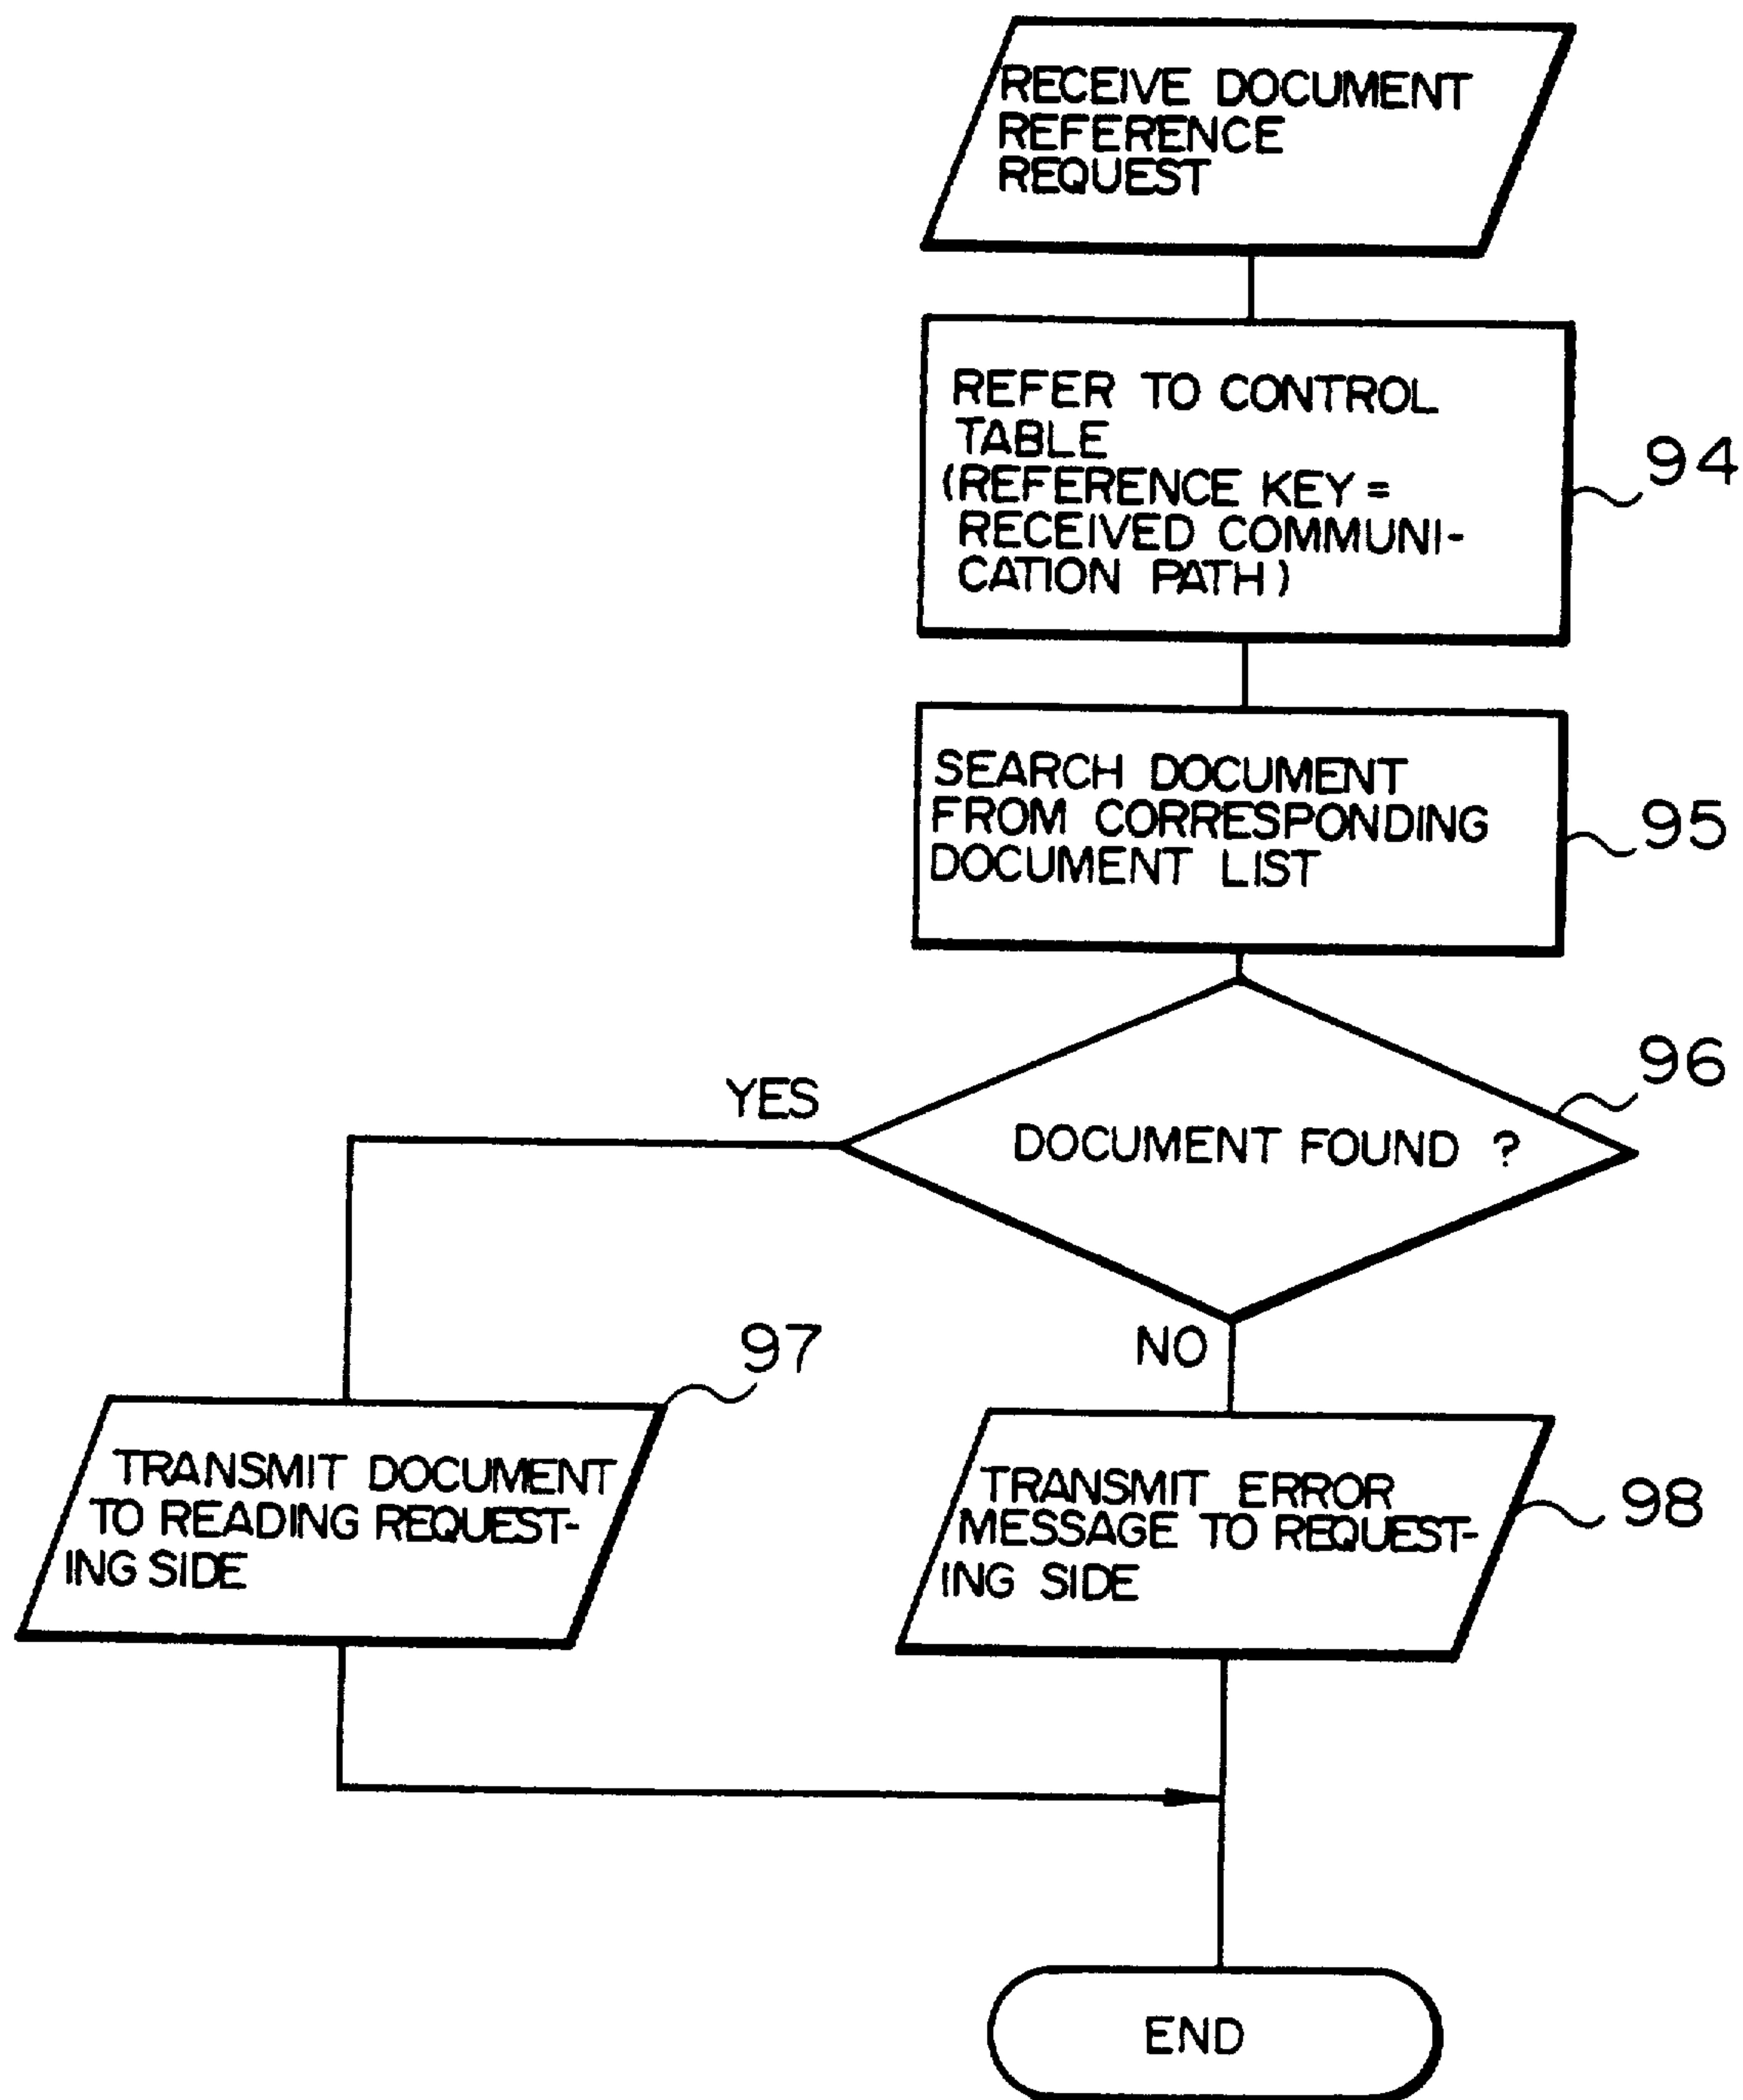 RECEIVE DOCUMENT
REFERENCE
REQUEST
REFER TO CONTROL
TABLE
(REFERENCE KEY =
RECEIVED COMMUNI-
CATION PATH)
94
SEARCH DOCUMENT
FROM CORRESPONDING
DOCUMENT LIST
95
96
YES
DOCUMENT FOUND ?
NO
97
TRANSMIT DOCUMENT
TO READING REQUEST-
ING SIDE
TRANSMIT ERROR
MESSAGE TO REQUEST-
ING SIDE
98
END